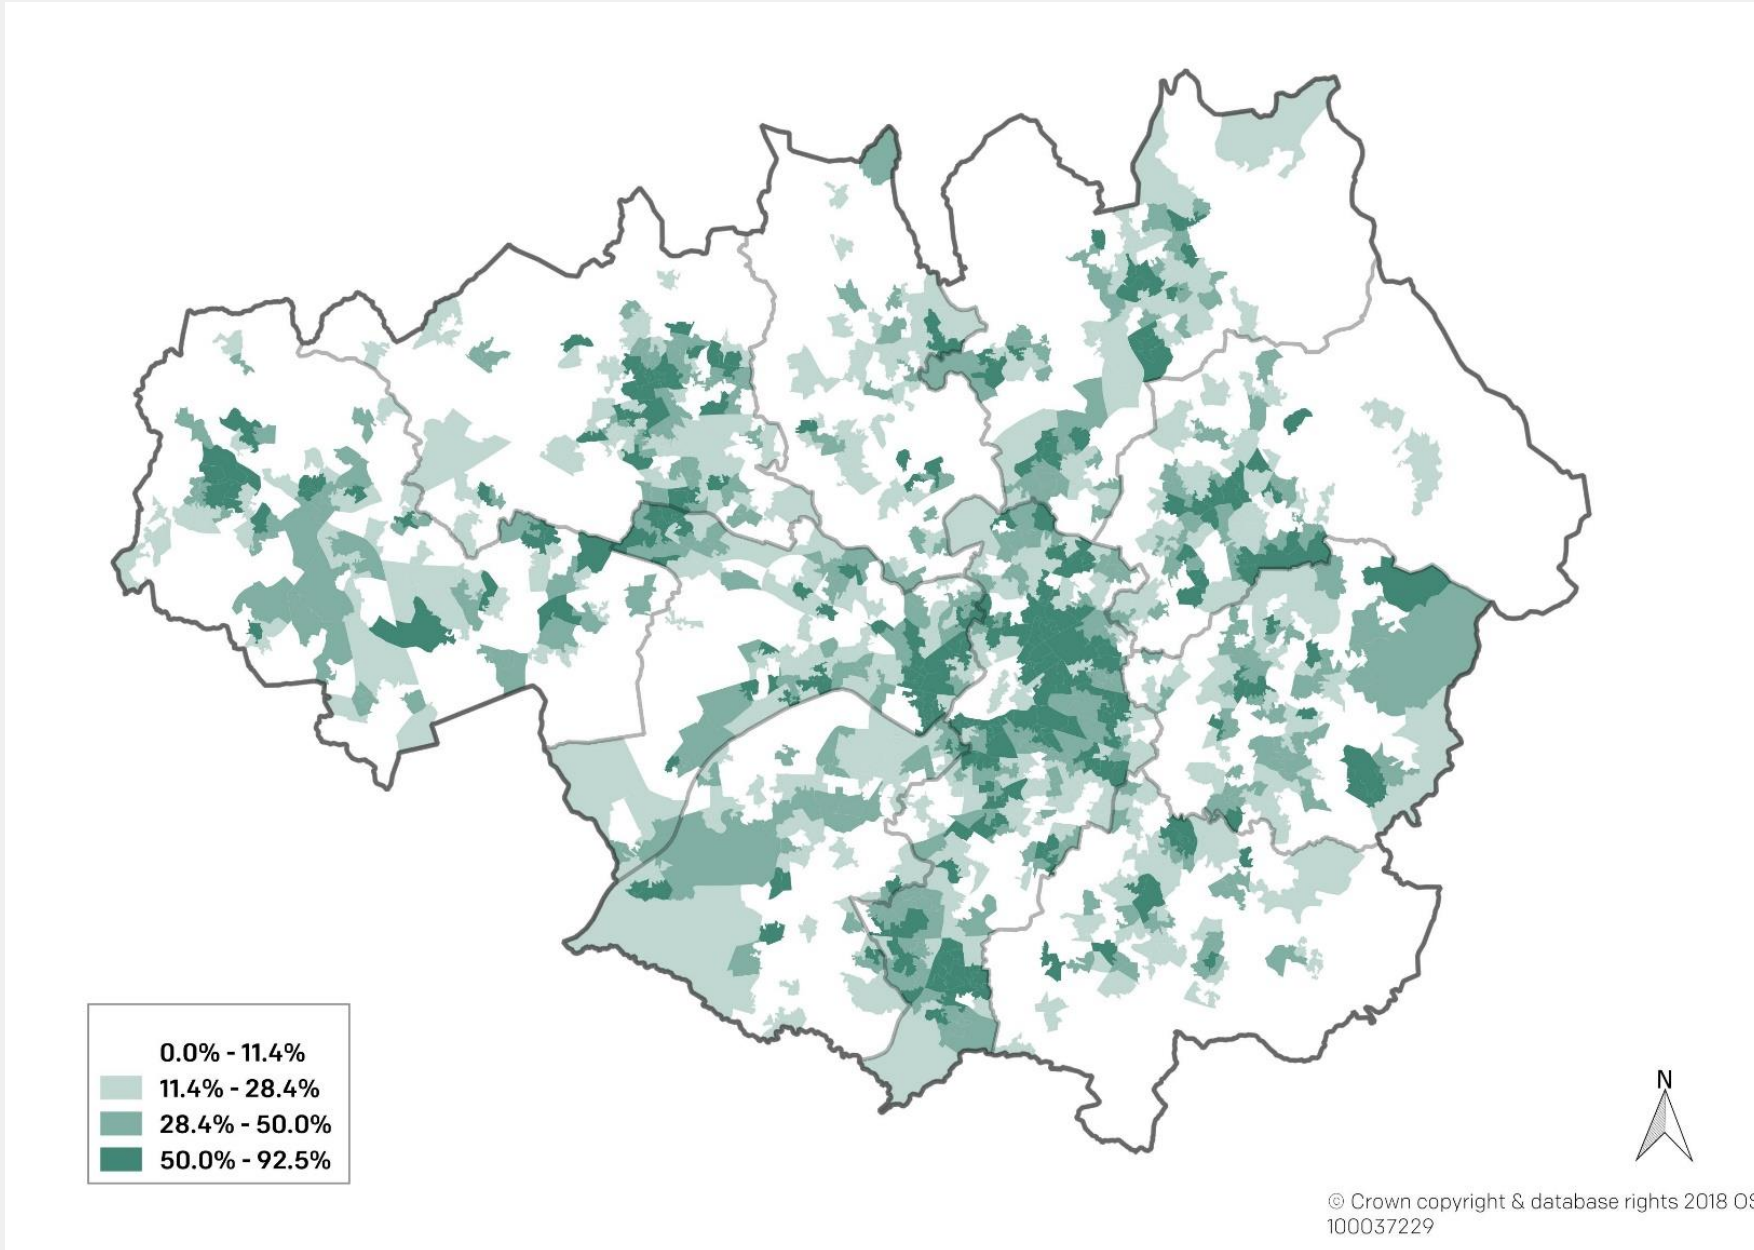 0.0% - 11.4%
11.4% - 28.4%
28.4% - 50.0%
50.0% - 92.5%
N
© Crown copyright & database rights 2018 OS
100037229